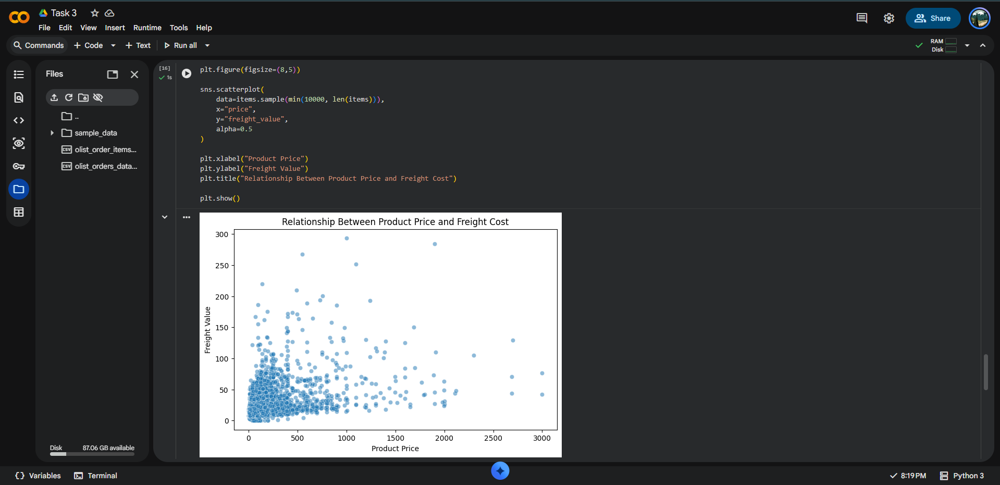 Task 3
File Edit View Insert Runtime Tools Help
Share
Commands + Code + Text Run all
RAM
Disk
Files
..
sample_data
olist_order_items...
olist_orders_data...
Disk 87.06 GB available
[16]
1s
plt.figure(figsize=(8,5))
sns.scatterplot(
data=items.sample(min(10000, len(items))),
x="price",
y="freight_value",
alpha=0.5
)
plt.xlabel("Product Price")
plt.ylabel("Freight Value")
plt.title("Relationship Between Product Price and Freight Cost")
plt.show()
Relationship Between Product Price and Freight Cost
Freight Value
300
250
200
150
100
50
0
0 500 1000 1500 2000 2500 3000
Product Price
Variables Terminal
8:19 PM Python 3